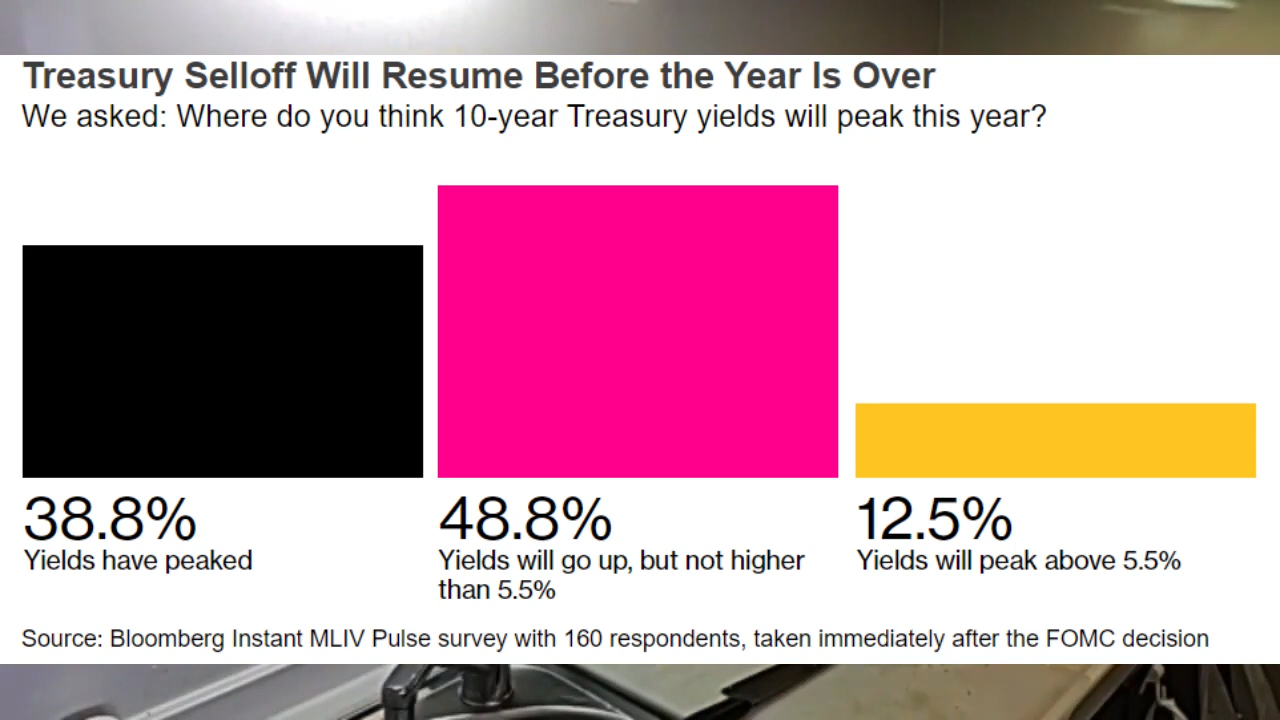 Treasury Selloff Will Resume Before the Year Is Over
We asked: Where do you think 10-year Treasury yields will peak this year?
38.8%
Yields have peaked
48.8%
Yields will go up, but not higher
than 5.5%
12.5%
Yields will peak above 5.5%
Source: Bloomberg Instant MLIV Pulse survey with 160 respondents, taken immediately after the FOMC decision